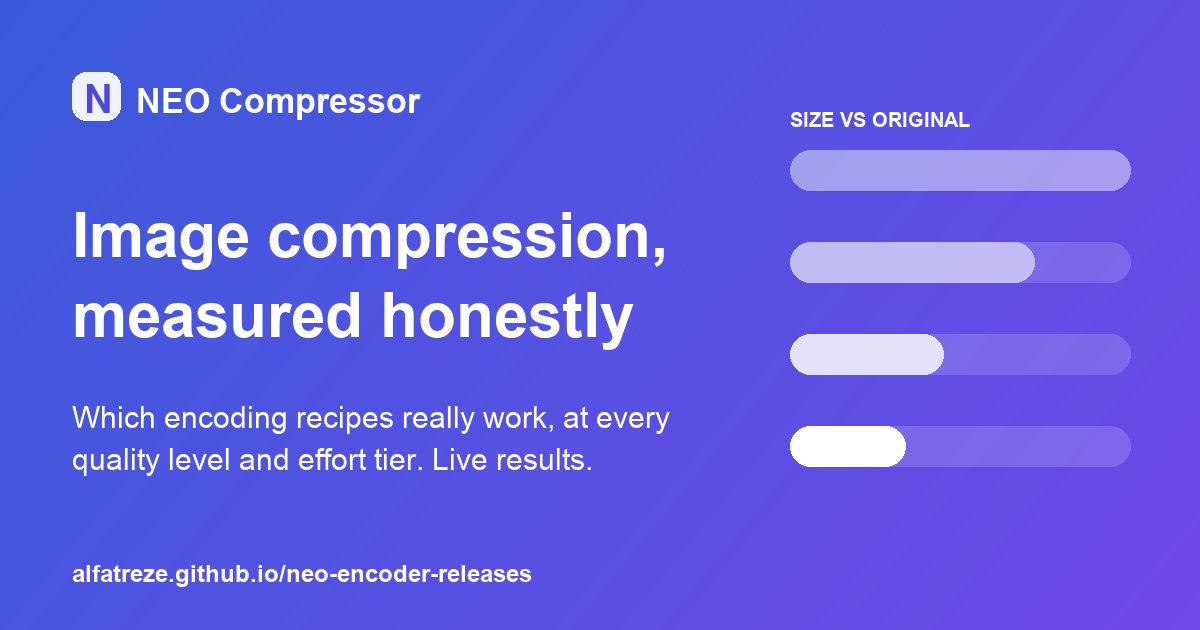 N NEO Compressor
SIZE VS ORIGINAL
Image compression,
measured honestly
Which encoding recipes really work, at every
quality level and effort tier. Live results.
alfatreze.github.io/neo-encoder-releases